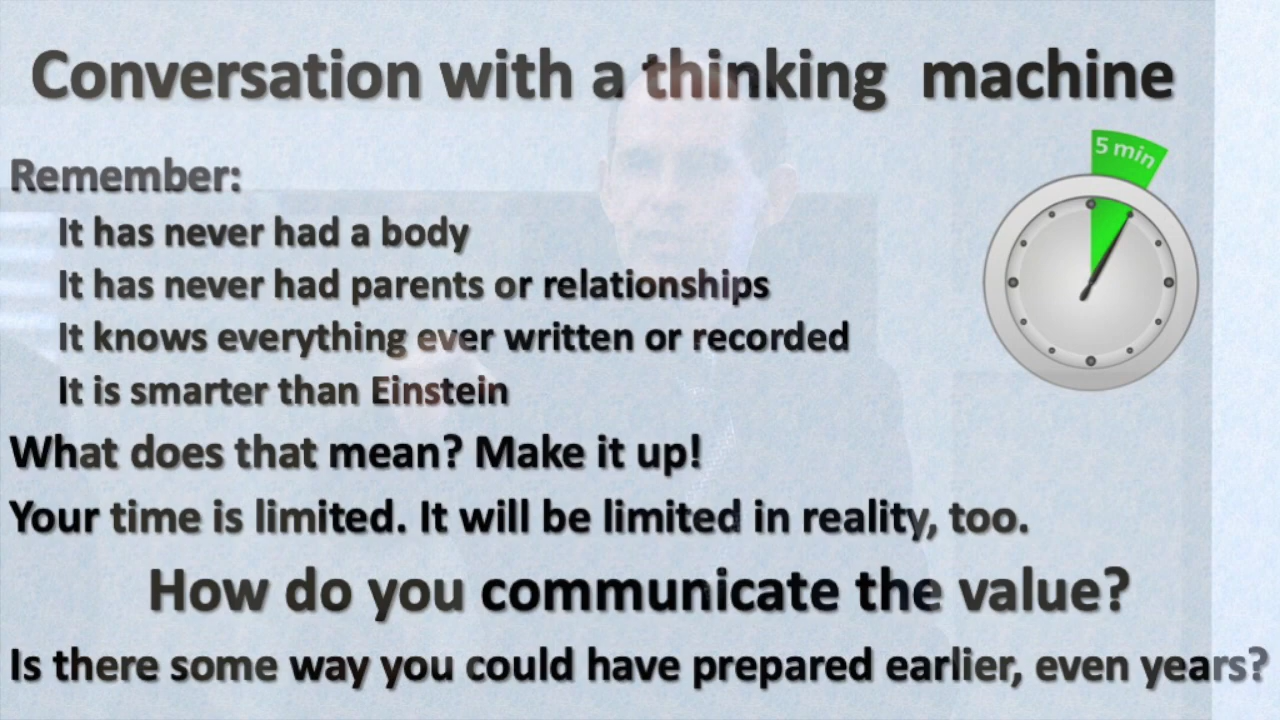 Conversation with a thinking machine
5 min
Remember:
It has never had a body
It has never had parents or relationships
It knows everything ever written or recorded
It is smarter than Einstein
What does that mean? Make it up!
Your time is limited. It will be limited in reality, too.
How do you communicate the value?
Is there some way you could have prepared earlier, even years?